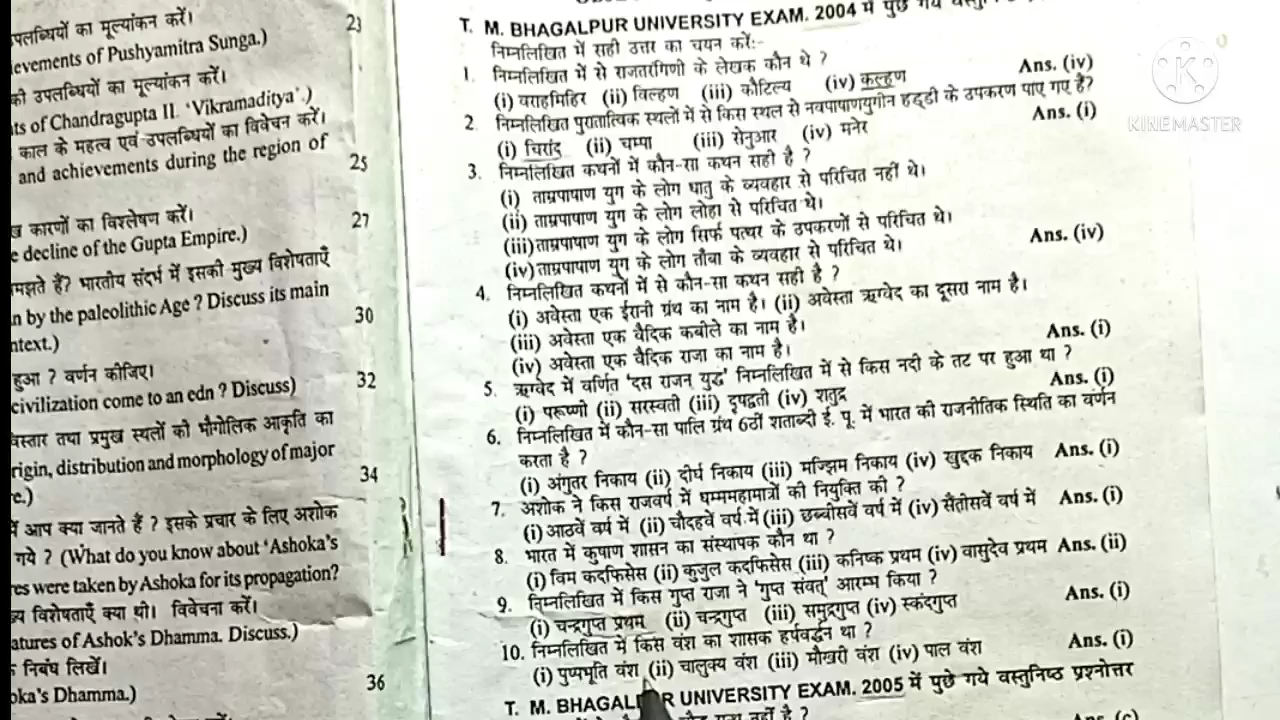 पलब्धियों का मूल्यांकन करें।
evements of Pushyamitra Sunga.) 23
की उपलब्धियों का मूल्यांकन करें।
ts of Chandragupta II. 'Vikramaditya'.)
काल के महत्व एवं उपलब्धियों का विवेचन करें।
and achievements during the region of 25
ख कारणों का विश्लेषण करें।
e decline of the Gupta Empire.) 27
मझते हैं? भारतीय संदर्भ में इसकी मुख्य विशेषताएँ
n by the paleolithic Age ? Discuss its main
ntext.) 30
हुआ ? वर्णन कीजिए।
civilization come to an edn ? Discuss) 32
वस्तार तथा प्रमुख स्थलों की भौगोलिक आकृति का
rigin, distribution and morphology of major
e.) 34
में आप क्या जानते हैं ? इसके प्रचार के लिए अशोक
गये ? (What do you know about 'Ashoka's
res were taken by Ashoka for its propagation?
ख्य विशेषताएँ क्या थी। विवेचना करें।
atures of Ashok's Dhamma. Discuss.)
निबंध लिखें।
oka's Dhamma.) 36
T. M. BHAGALPUR UNIVERSITY EXAM. 2004 में पुछे गये
निम्नलिखित में सही उत्तर का चयन करें:-
1. निम्नलिखित में से राजतरंगिणी के लेखक कौन थे ?
(i) वराहमिहिर (ii) विल्हण (iii) कौटिल्य (iv) कल्हण Ans. (iv)
2. निम्नलिखित पुरातात्विक स्थलों में से किस स्थल से नवपाषाणयुगीन हड्डी के उपकरण पाए गए है?
(i) चिरांद (ii) चम्पा (iii) सेनुआर (iv) मनेर Ans. (i)
3. निम्नलिखित कथनों में कौन-सा कथन सही है ?
(i) ताम्रपाषाण युग के लोग धातु के व्यवहार से परिचित नहीं थे।
(ii) ताम्रपाषाण युग के लोग लोहा से परिचित थे।
(iii) ताम्रपाषाण युग के लोग सिर्फ पत्थर के उपकरणों से परिचित थे।
(iv) ताम्रपाषाण युग के लोग ताँबा के व्यवहार से परिचित थे। Ans. (iv)
4. निम्नलिखित कथनों में से कौन-सा कथन सही है ?
(i) अवेस्ता एक ईरानी ग्रंथ का नाम है। (ii) अवेस्ता ऋग्वेद का दूसरा नाम है।
(iii) अवेस्ता एक वैदिक कबीले का नाम है।
(iv) अवेस्ता एक वैदिक राजा का नाम है। Ans. (i)
5. ऋग्वेद में वर्णित 'दस राजन् युद्ध' निम्नलिखित में से किस नदी के तट पर हुआ था ?
(i) परूष्णी (ii) सरस्वती (iii) दृषद्वती (iv) शतुद्र Ans. (i)
6. निम्नलिखित में कौन-सा पालि ग्रंथ 6ठीं शताब्दी ई. पू. में भारत की राजनीतिक स्थिति का वर्णन
करता है ?
(i) अंगुतर निकाय (ii) दीर्घ निकाय (iii) मज्झिम निकाय (iv) खुद्दक निकाय Ans. (i)
7. अशोक ने किस राजवर्ष में धम्ममहामात्रों की नियुक्ति की ?
(i) आठवें वर्ष में (ii) चौदहवें वर्ष में (iii) छब्बीसवें वर्ष में (iv) सैंतीसवें वर्ष में Ans. (i)
8. भारत में कुषाण शासन का संस्थापक कौन था ?
(i) विम कदफिसेस (ii) कुजुल कदफिसेस (iii) कनिष्क प्रथम (iv) वासुदेव प्रथम Ans. (ii)
9. निम्नलिखित में किस गुप्त राजा ने 'गुप्त संवत्' आरम्भ किया ?
(i) चन्द्रगुप्त प्रथम (ii) चन्द्रगुप्त (iii) समुद्रगुप्त (iv) स्कंदगुप्त Ans. (i)
10. निम्नलिखित में किस वंश का शासक हर्षवर्द्धन था ?
(i) पुष्पभूति वंश (ii) चालुक्य वंश (iii) मौखरी वंश (iv) पाल वंश Ans. (i)
T. M. BHAGALPUR UNIVERSITY EXAM. 2005 में पुछे गये वस्तुनिष्ठ प्रश्नोत्तर
नहीं है ?
Ans. (c)
K
KINEMASTER